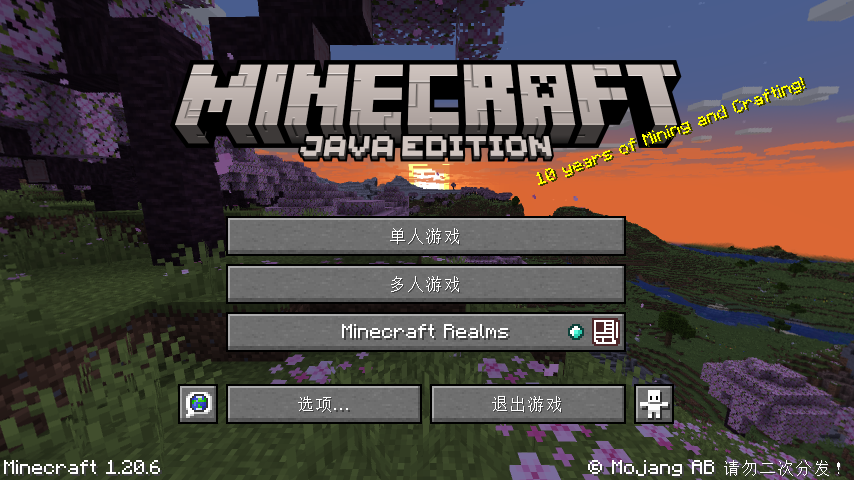 MINECRAFT
JAVA EDITION
10 years of Mining and Crafting!
单人游戏
多人游戏
Minecraft Realms
选项...
退出游戏
Minecraft 1.20.6
© Mojang AB 请勿二次分发！